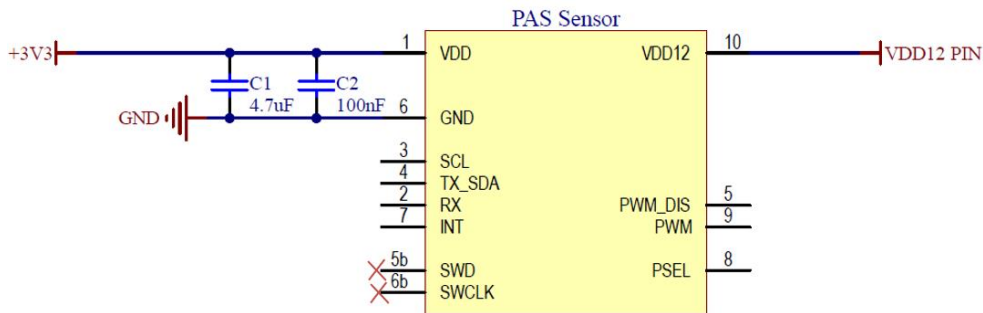 PAS Sensor
+3V3
1
VDD
VDD12
10
VDD12 PIN
C1
4.7uF
C2
100nF
GND
6
GND
3
SCL
4
TX_SDA
2
RX
PWM_DIS
5
7
INT
PWM
9
5b
SWD
PSEL
8
6b
SWCLK